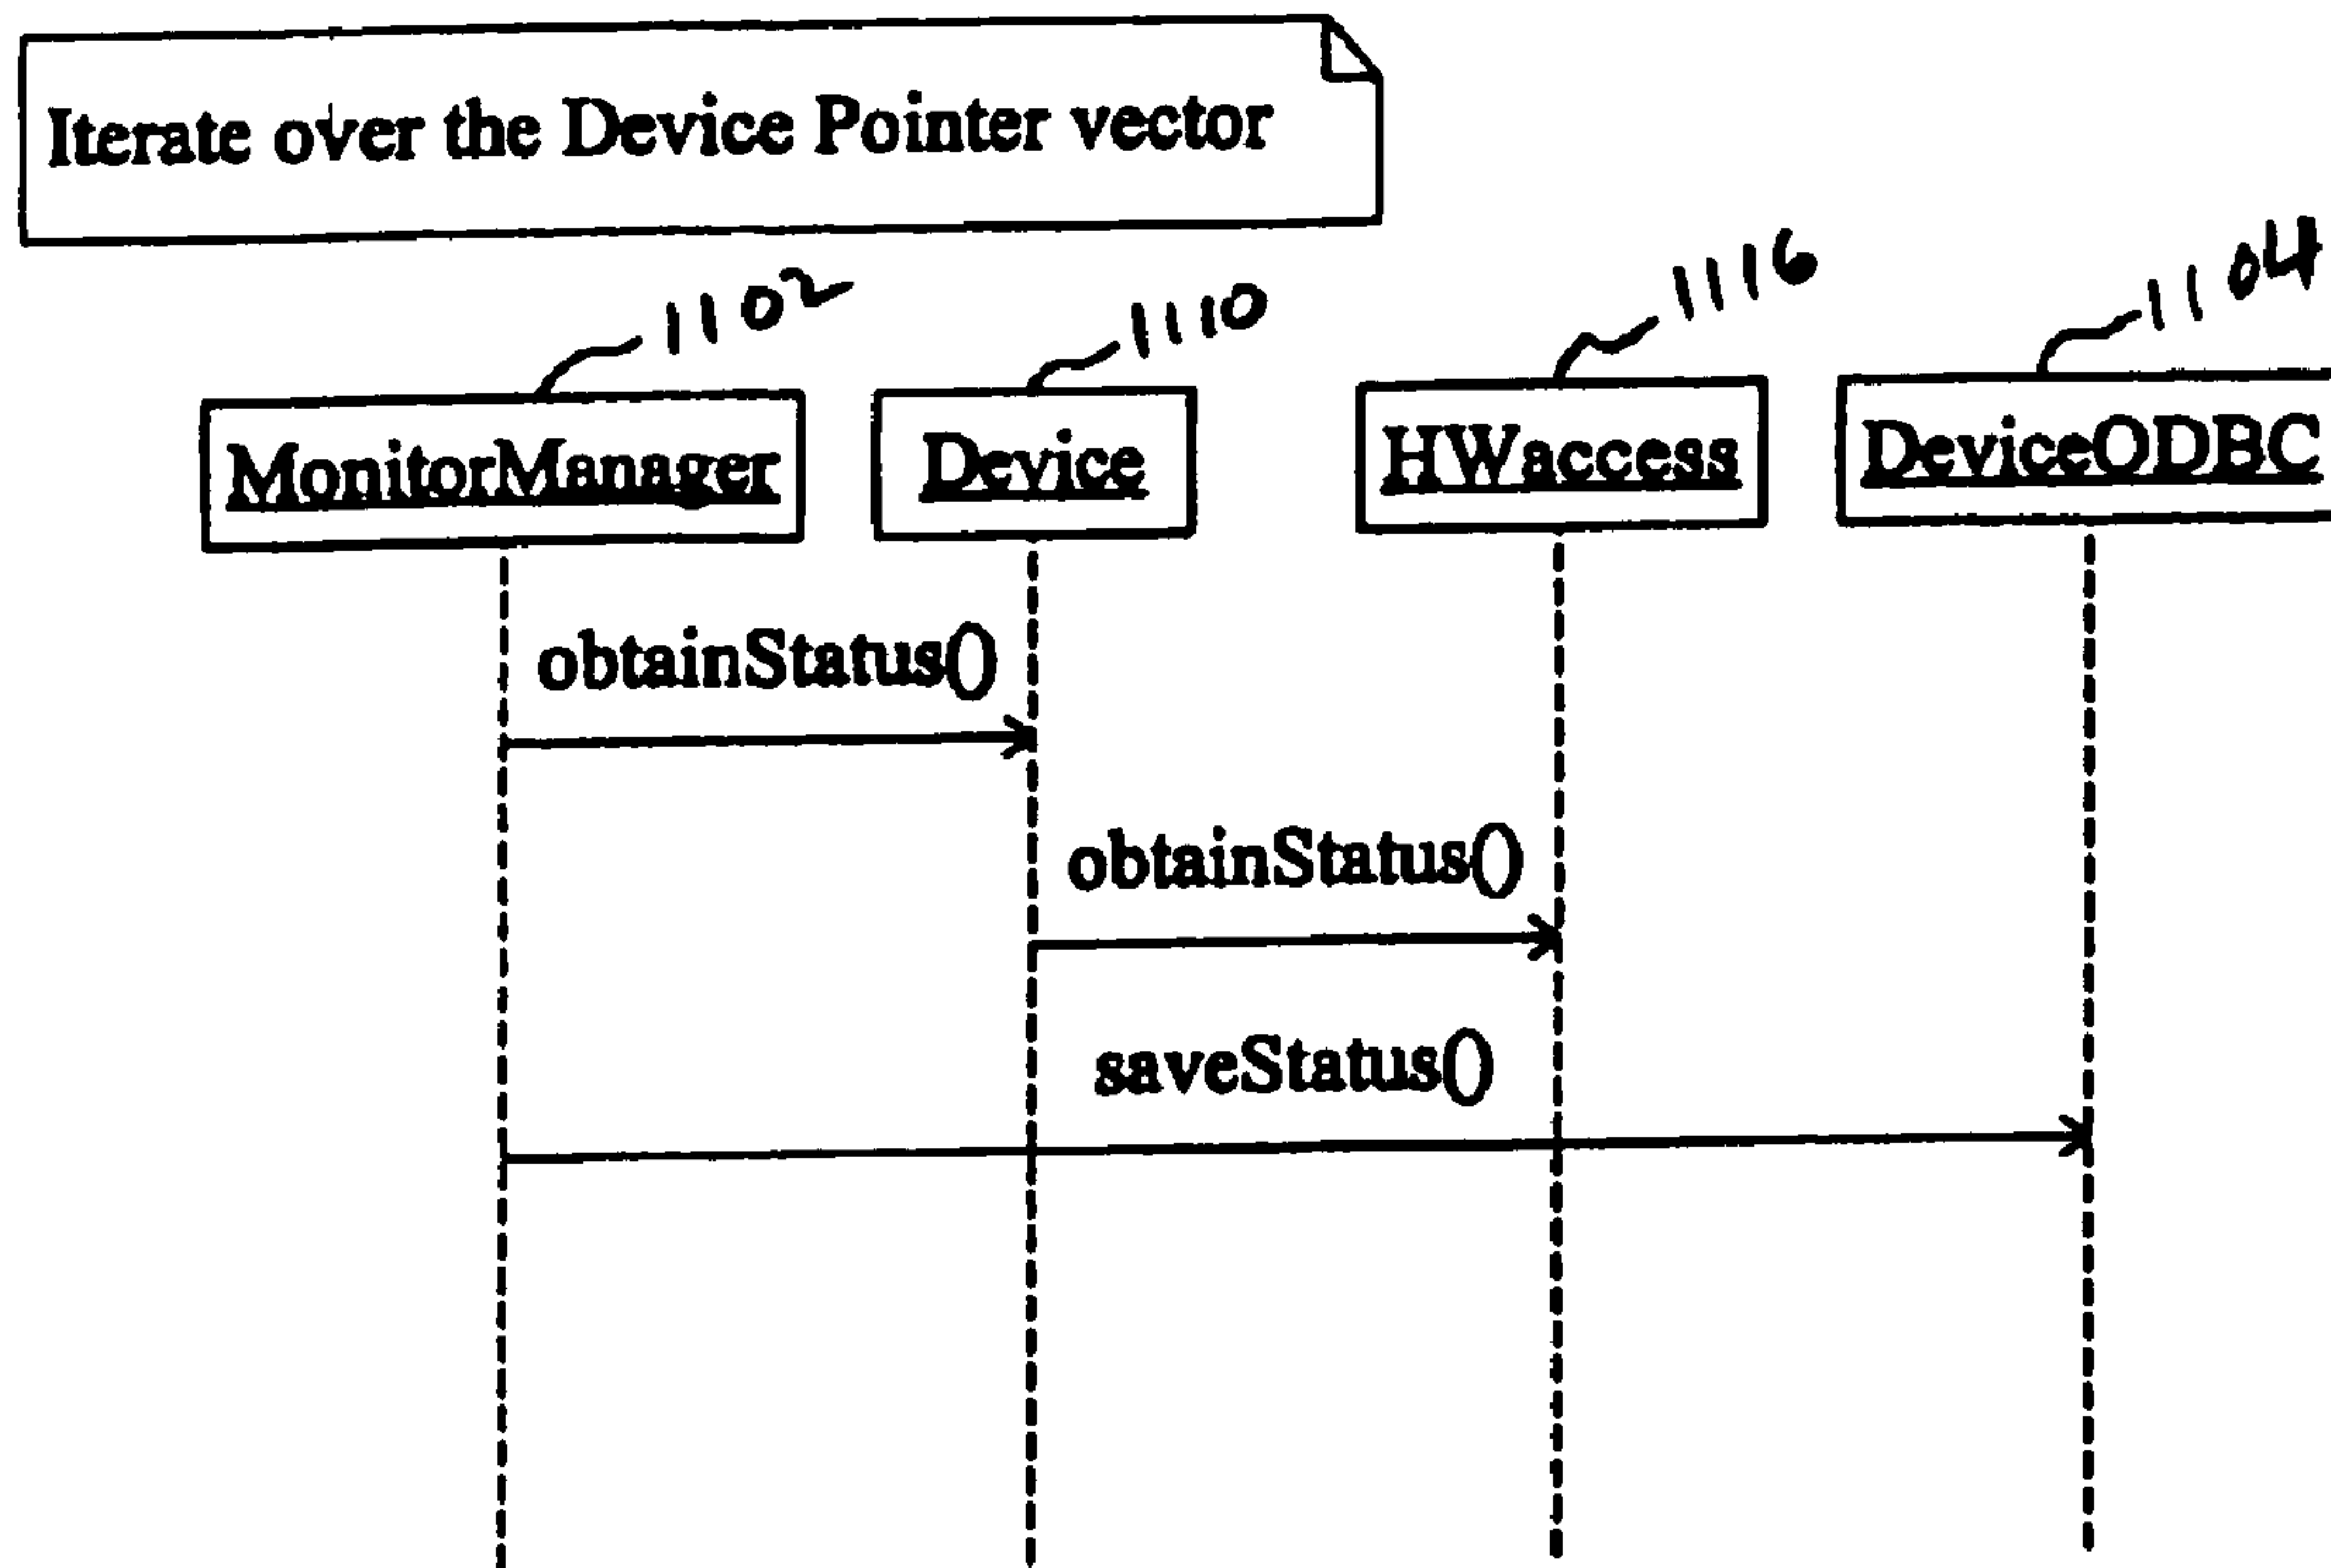 Iterate over the Device Pointer vector
1102 1110 1116 1104
MonitorManager Device HWaccess DeviceODBC
obtainStatus()
obtainStatus()
saveStatus()